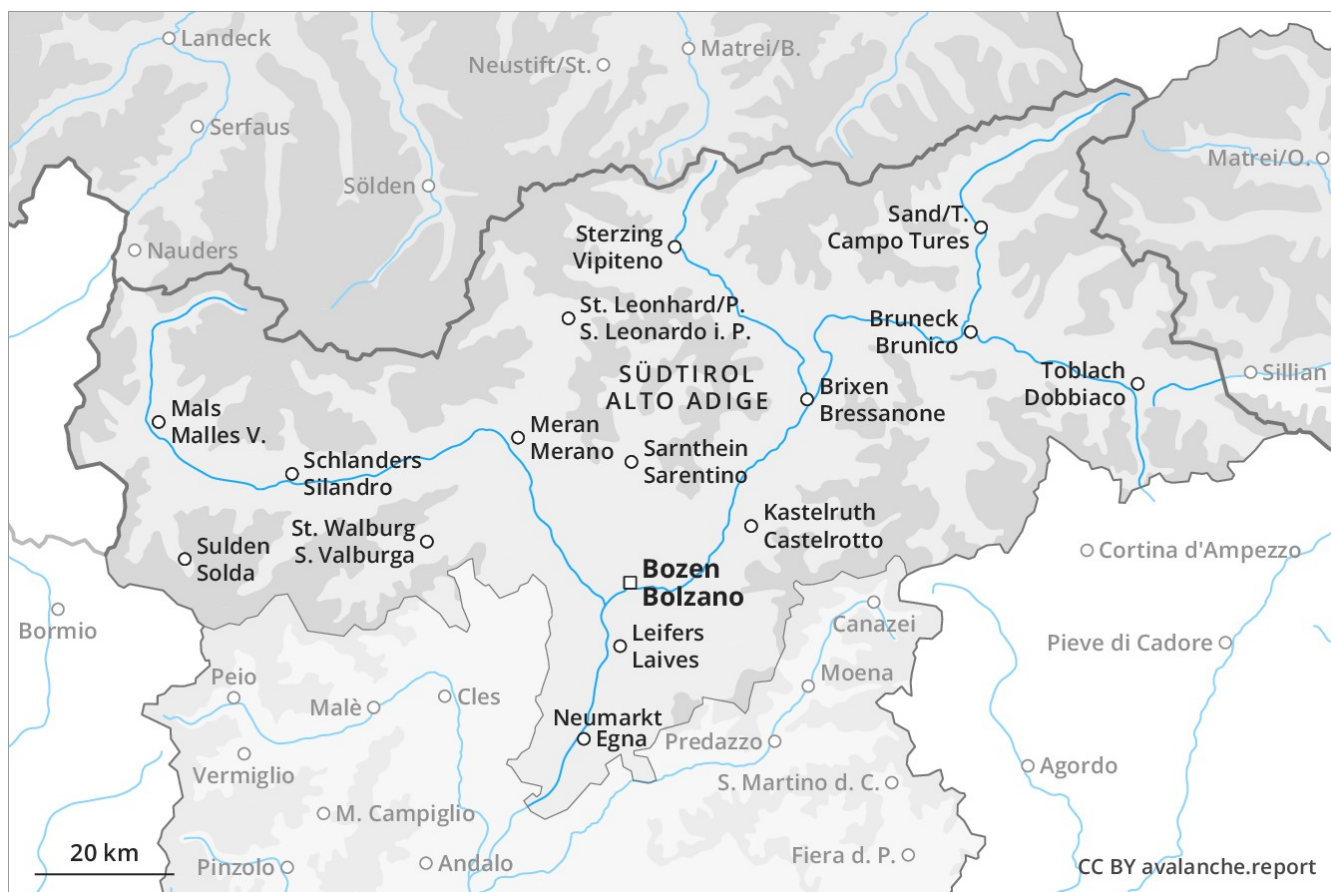 Landeck
Matrei/B.
Neustift/St.
Serfaus
Matrei/O.
Sölden
Sand/T.
Campo Tures
Sterzing
Vipiteno
Nauders
St. Leonhard/P.
S. Leonardo i. P.
Bruneck
Brunico
SÜDTIROL
ALTO ADIGE
Toblach
Dobbiaco
Sillian
Brixen
Bressanone
Mals
Malles V.
Meran
Merano
Sarnthein
Sarentino
Schlanders
Silandro
Kastelruth
Castelrotto
St. Walburg
S. Valburga
Sulden
Solda
Cortina d'Ampezzo
Bozen
Bolzano
Bormio
Canazei
Leifers
Laives
Pieve di Cadore
Peio
Moena
Malè
Cles
Neumarkt
Egna
Predazzo
Vermiglio
Agordo
S. Martino d. C.
M. Campiglio
20 km
Pinzolo
Andalo
Fiera d. P.
CC BY avalanche.report